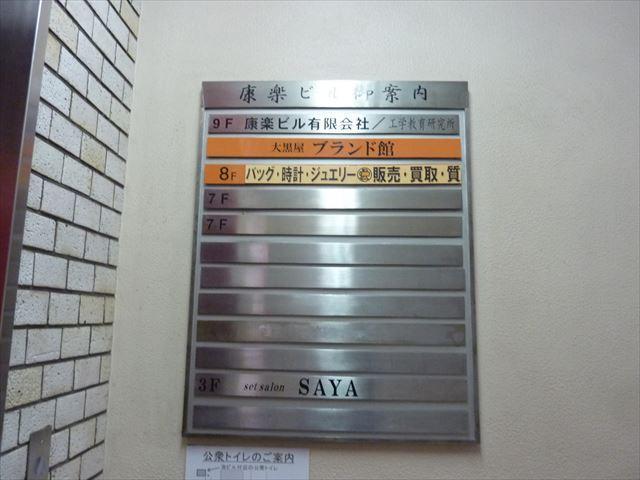 康楽ビル御案内
9F 康楽ビル有限会社／工学教育研究所
大黒屋 ブランド館
8F バッグ・時計・ジュエリー 販売・買取・質
7F
7F
3F set salon SAYA
公衆トイレのご案内